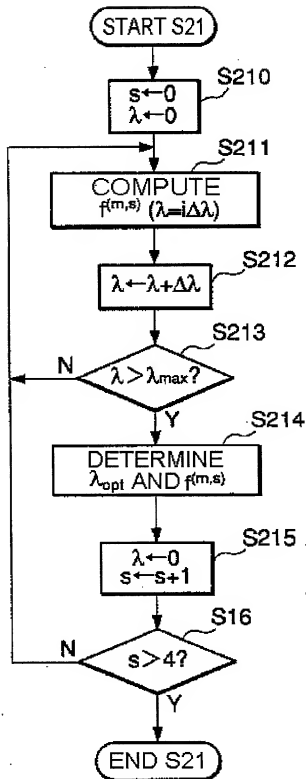 START S21
S210
s←0
λ←0
S211
COMPUTE
f(m,s) (λ=iΔλ)
S212
λ←λ+Δλ
S213
N
λ>λmax?
Y
S214
DETERMINE
λopt AND f(m,s)
S215
λ←0
s←s+1
S16
N
s>4?
Y
END S21